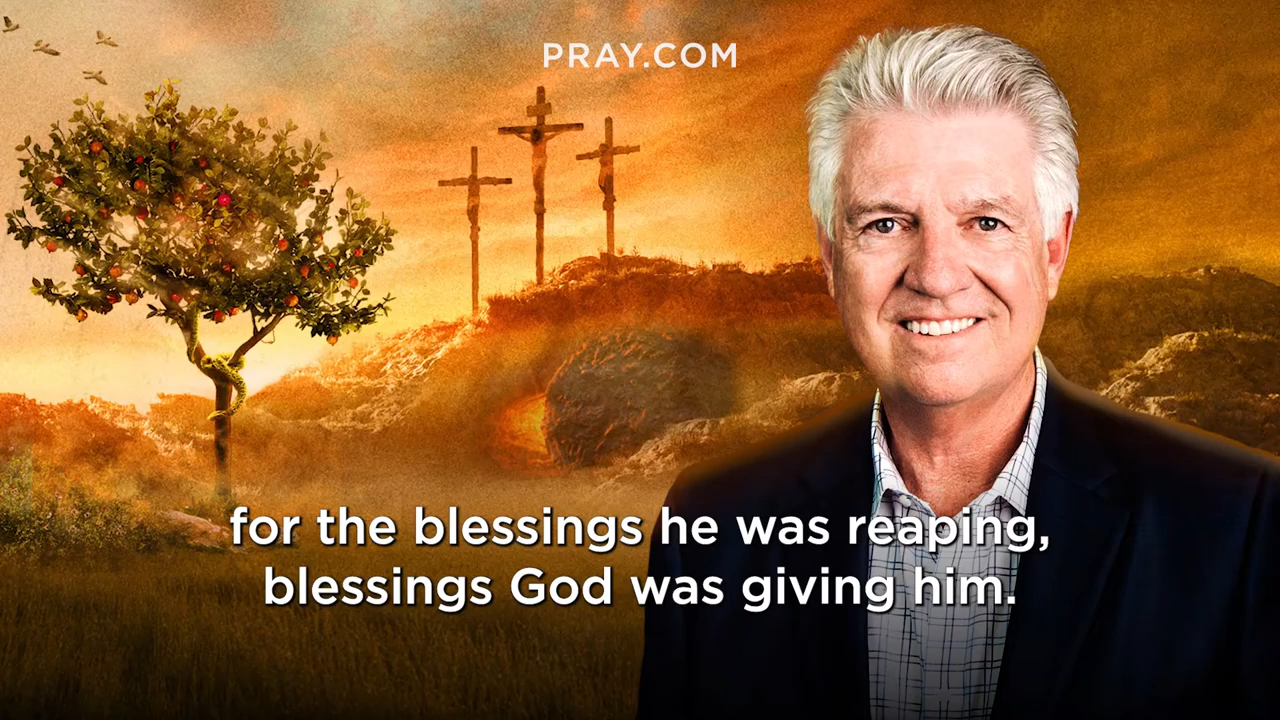 PRAY.COM
for the blessings he was reaping,
blessings God was giving him.